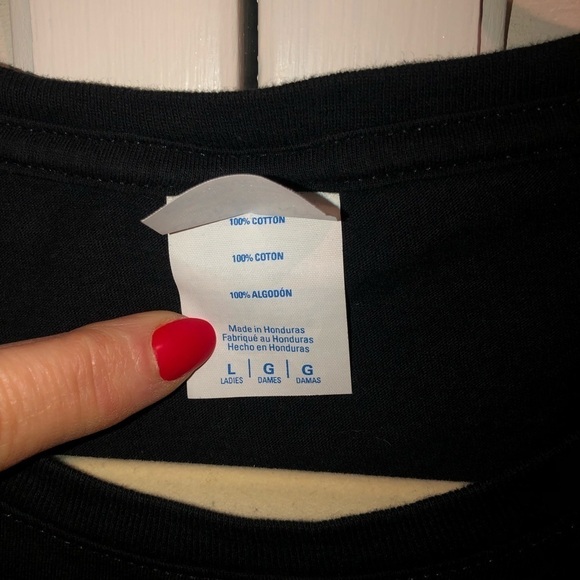 100% COTTON
100% COTON
100% ALGODÓN
Made in Honduras
Fabriqué au Honduras
Hecho en Honduras
L | G | G
LADIES | DAMES | DAMAS